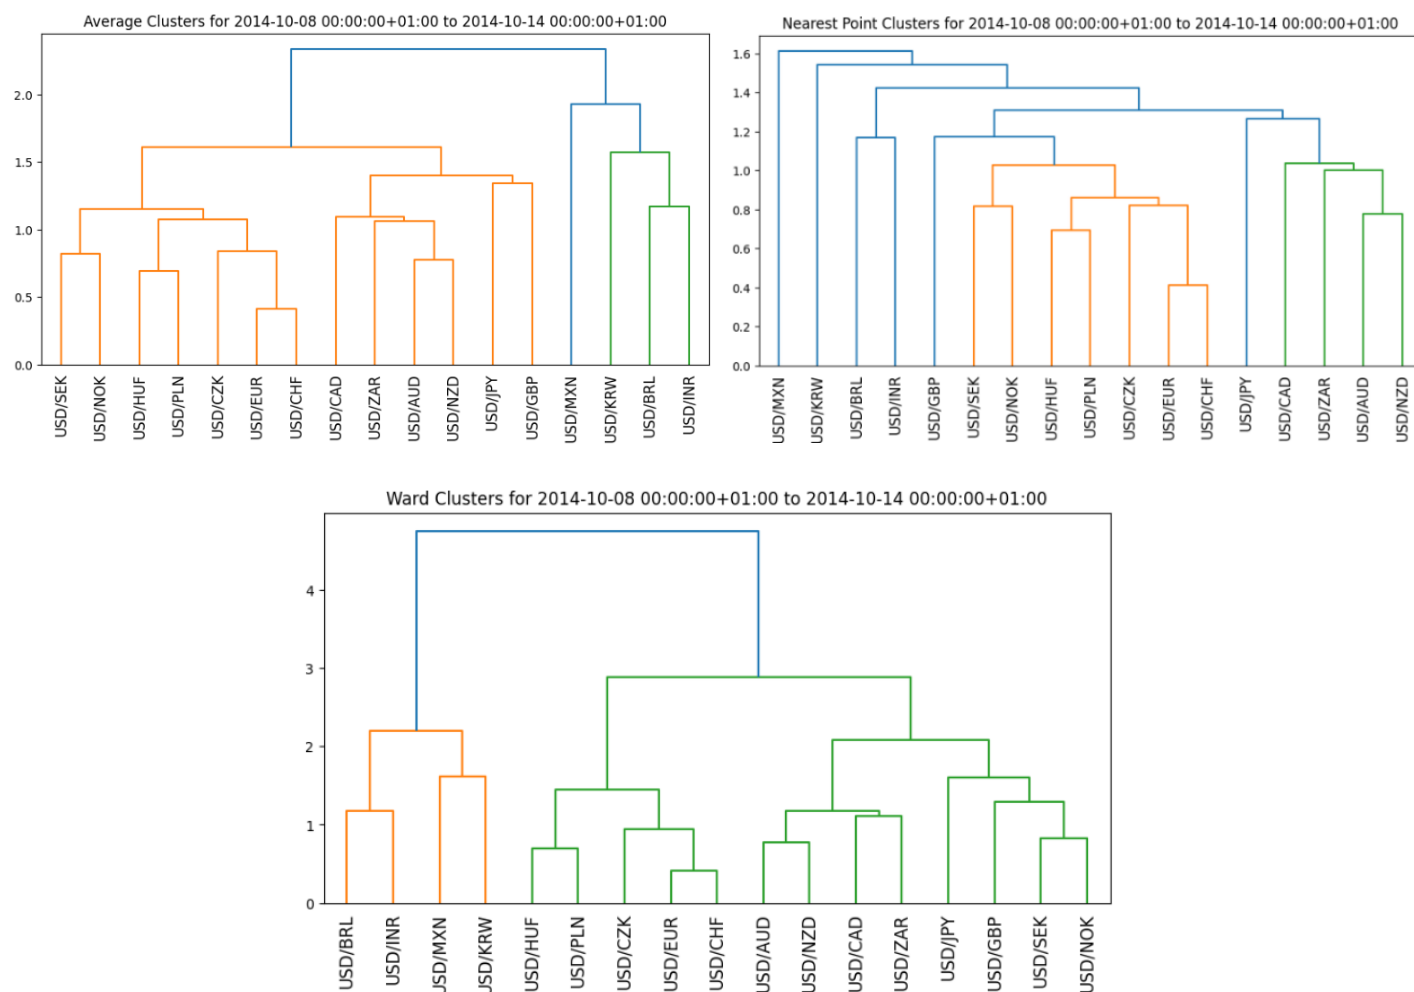 Average Clusters for 2014-10-08 00:00:00+01:00 to 2014-10-14 00:00:00+01:00
2.0
1.5
1.0
0.5
0.0
USD/SEK
USD/NOK
USD/HUF
USD/PLN
USD/CZK
USD/EUR
USD/CHF
USD/CAD
USD/ZAR
USD/AUD
USD/NZD
USD/JPY
USD/GBP
USD/MXN
USD/KRW
USD/BRL
USD/INR
Nearest Point Clusters for 2014-10-08 00:00:00+01:00 to 2014-10-14 00:00:00+01:00
1.6
1.4
1.2
1.0
0.8
0.6
0.4
0.2
0.0
USD/MXN
USD/KRW
USD/BRL
USD/INR
USD/GBP
USD/SEK
USD/NOK
USD/HUF
USD/PLN
USD/CZK
USD/EUR
USD/CHF
USD/JPY
USD/CAD
USD/ZAR
USD/AUD
USD/NZD
Ward Clusters for 2014-10-08 00:00:00+01:00 to 2014-10-14 00:00:00+01:00
4
3
2
1
0
USD/BRL
USD/INR
USD/MXN
USD/KRW
USD/HUF
USD/PLN
USD/CZK
USD/EUR
USD/CHF
USD/AUD
USD/NZD
USD/CAD
USD/ZAR
USD/JPY
USD/GBP
USD/SEK
USD/NOK